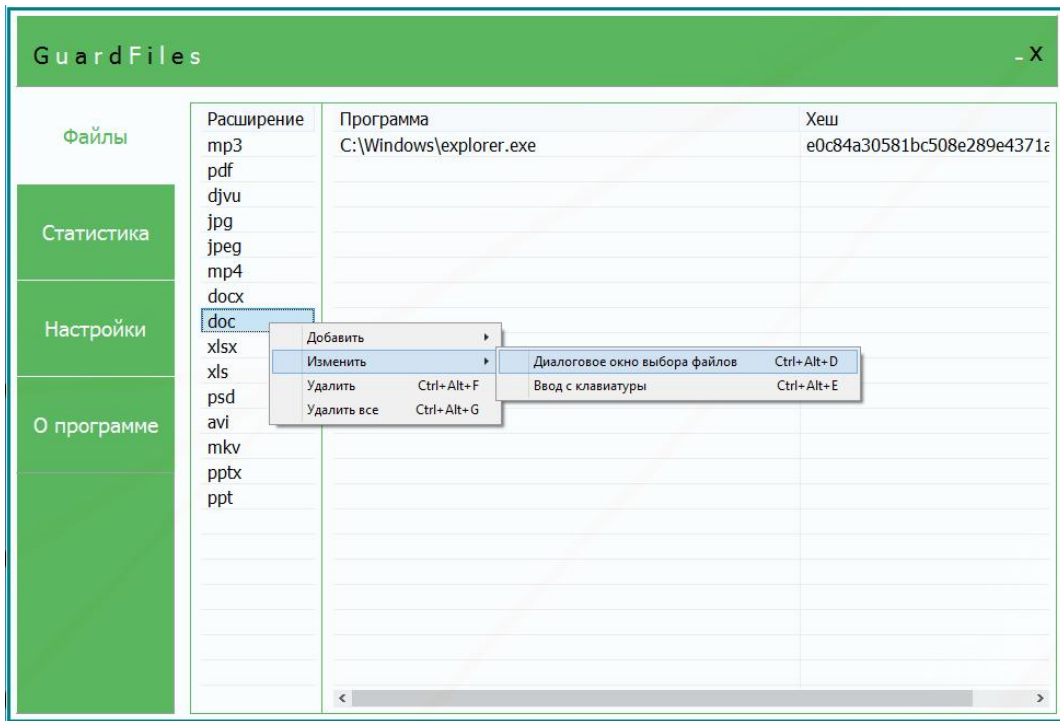 GuardFiles
- X
Файлы
Статистика
Настройки
О программе
Расширение
mp3
pdf
djvu
jpg
jpeg
mp4
docx
doc
xlsx
xls
psd
avi
mkv
pptx
ppt
Программа
Хеш
C:\Windows\explorer.exe
e0c84a30581bc508e289e4371a
Добавить
Изменить
Удалить Ctrl+Alt+F
Удалить все Ctrl+Alt+G
Диалоговое окно выбора файлов Ctrl+Alt+D
Ввод с клавиатуры Ctrl+Alt+E